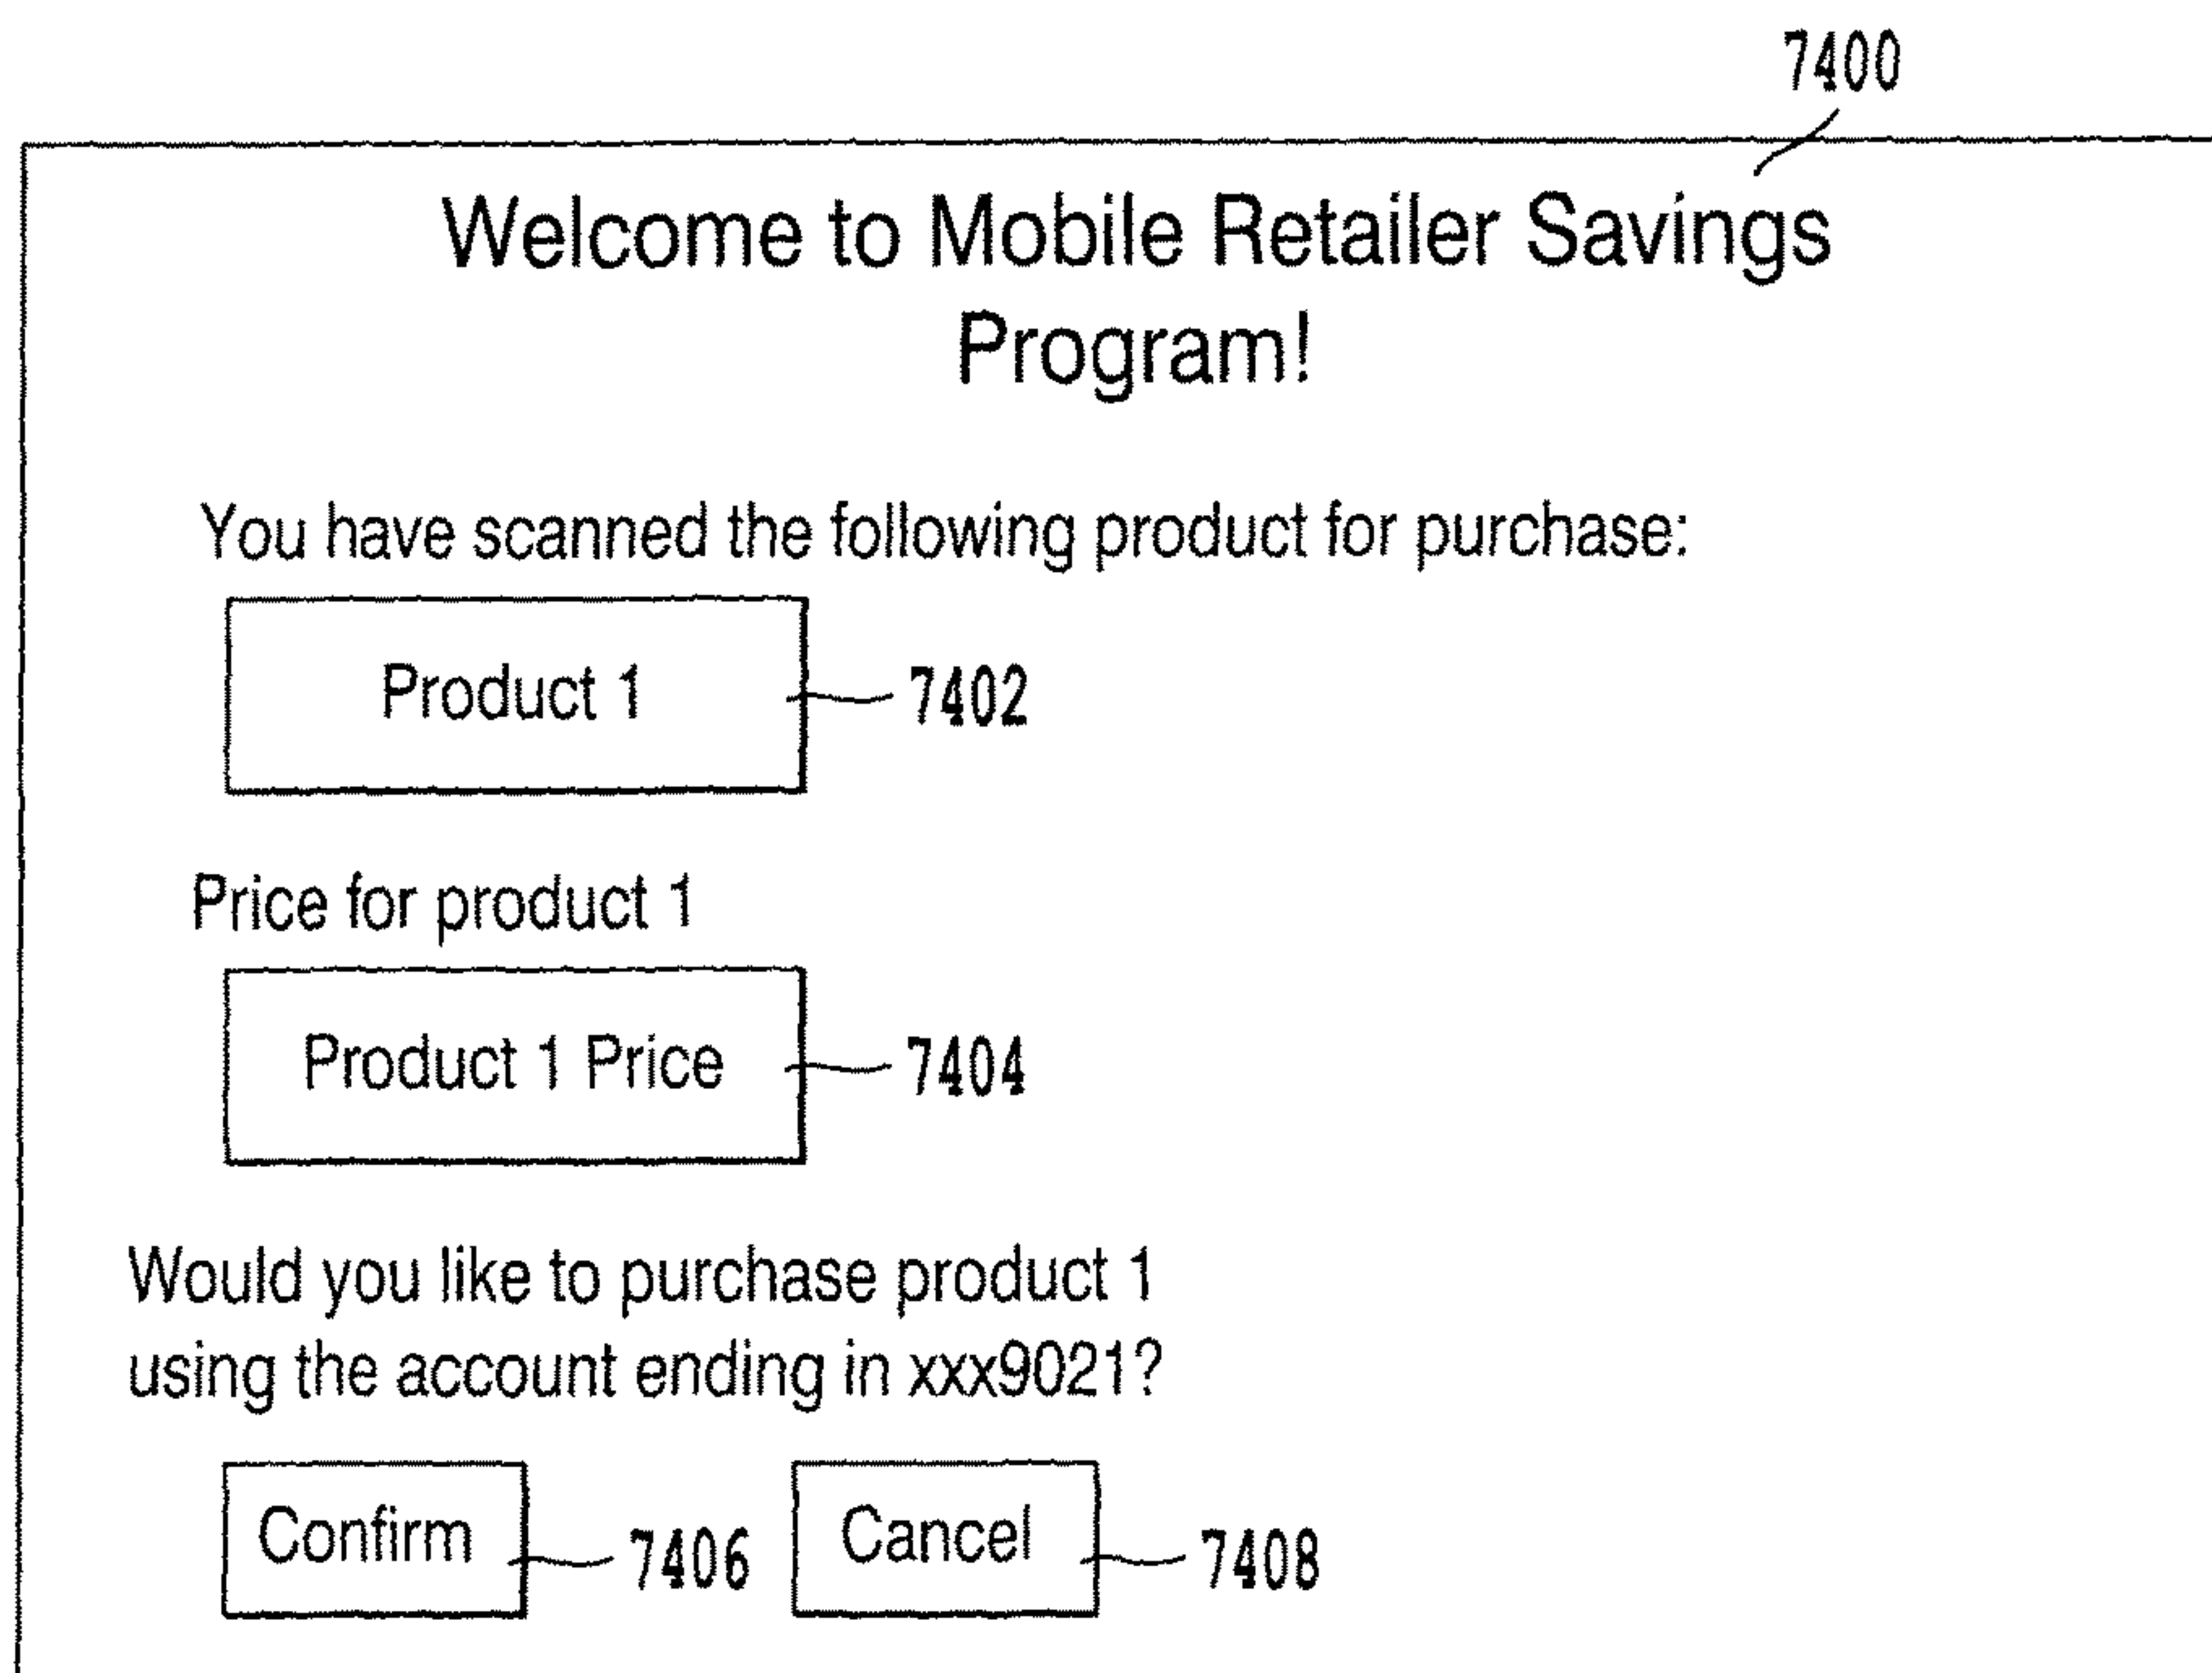 7400
Welcome to Mobile Retailer Savings
Program!
You have scanned the following product for purchase:
Product 1
7402
Price for product 1
Product 1 Price
7404
Would you like to purchase product 1
using the account ending in xxx9021?
Confirm
7406
Cancel
7408